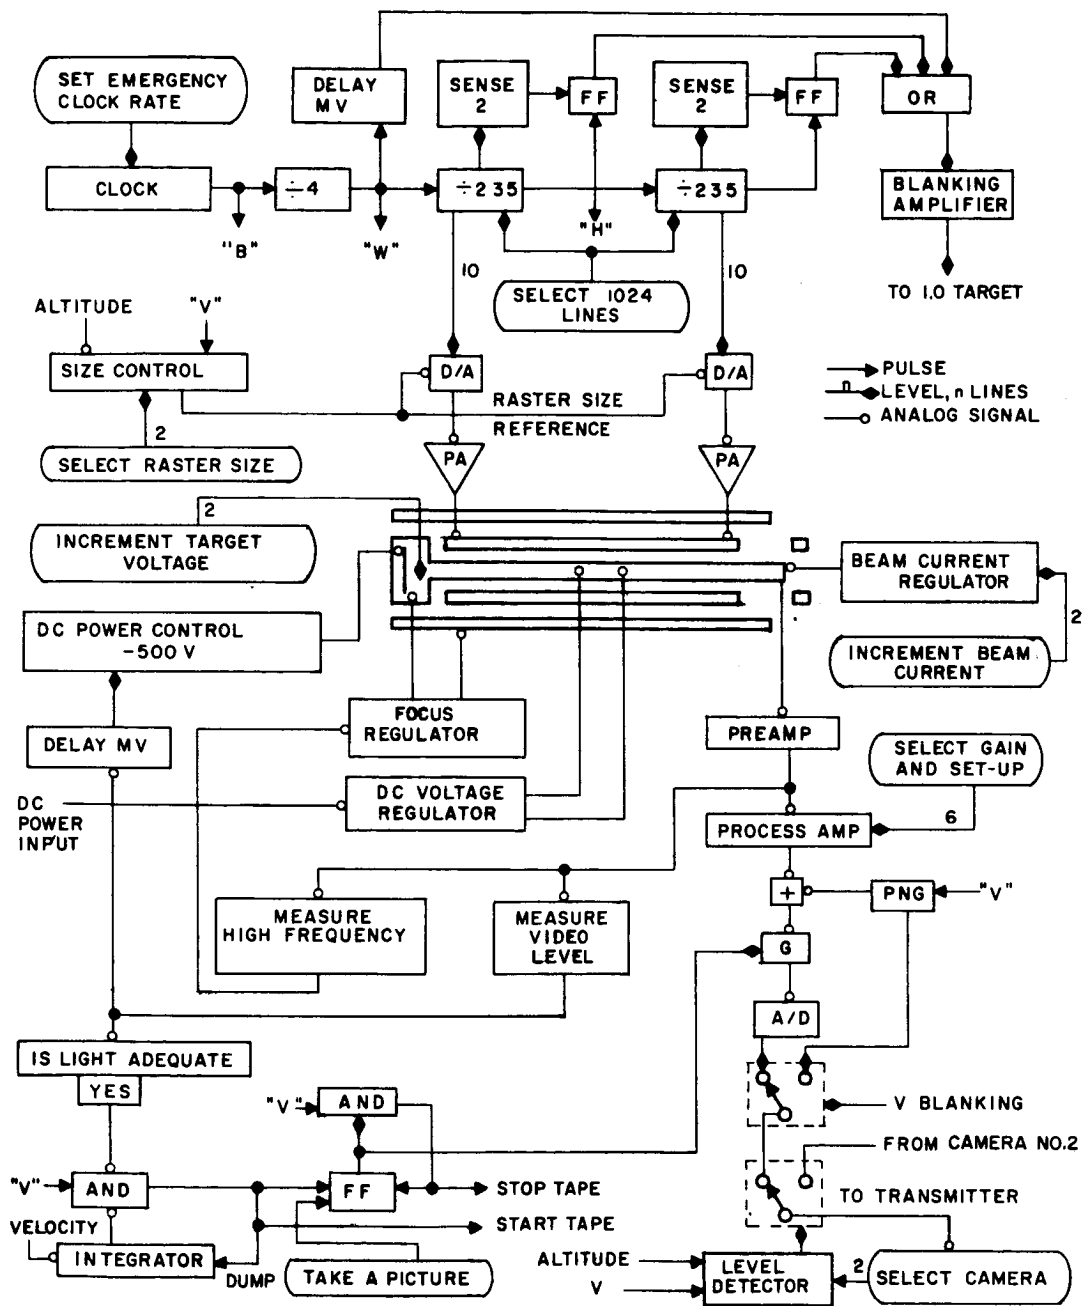 SET EMERGENCY
CLOCK RATE
DELAY
MV
SENSE
2
FF
SENSE
2
FF
OR
CLOCK
÷4
÷235
÷235
BLANKING
AMPLIFIER
"B"
"W"
"H"
10
10
SELECT 1024
LINES
TO 1.0 TARGET
ALTITUDE
"V"
SIZE CONTROL
D/A
D/A
PULSE
n
LEVEL, n LINES
ANALOG SIGNAL
RASTER SIZE
REFERENCE
2
SELECT RASTER SIZE
PA
PA
2
INCREMENT TARGET
VOLTAGE
BEAM CURRENT
REGULATOR
2
DC POWER CONTROL
-500 V
INCREMENT BEAM
CURRENT
FOCUS
REGULATOR
DELAY MV
PREAMP
SELECT GAIN
AND SET-UP
DC
POWER
INPUT
DC VOLTAGE
REGULATOR
6
PROCESS AMP
+
PNG
"V"
MEASURE
HIGH FREQUENCY
MEASURE
VIDEO
LEVEL
G
A/D
IS LIGHT ADEQUATE
YES
"V"
AND
V BLANKING
FROM CAMERA NO.2
"V"
AND
FF
STOP TAPE
TO TRANSMITTER
VELOCITY
START TAPE
INTEGRATOR
DUMP
TAKE A PICTURE
ALTITUDE
V
LEVEL
DETECTOR
2
SELECT CAMERA